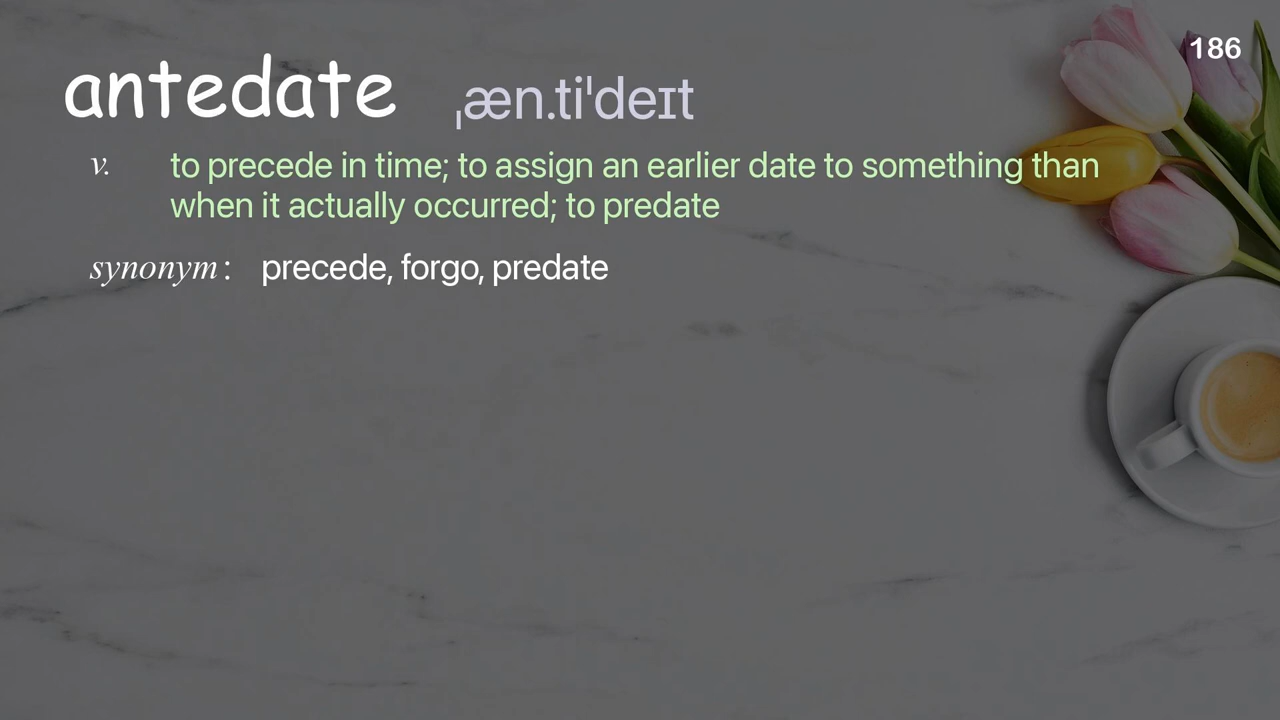 186
antedate ˌæn.tiˈdeɪt
v. to precede in time; to assign an earlier date to something than
when it actually occurred; to predate
synonym : precede, forgo, predate